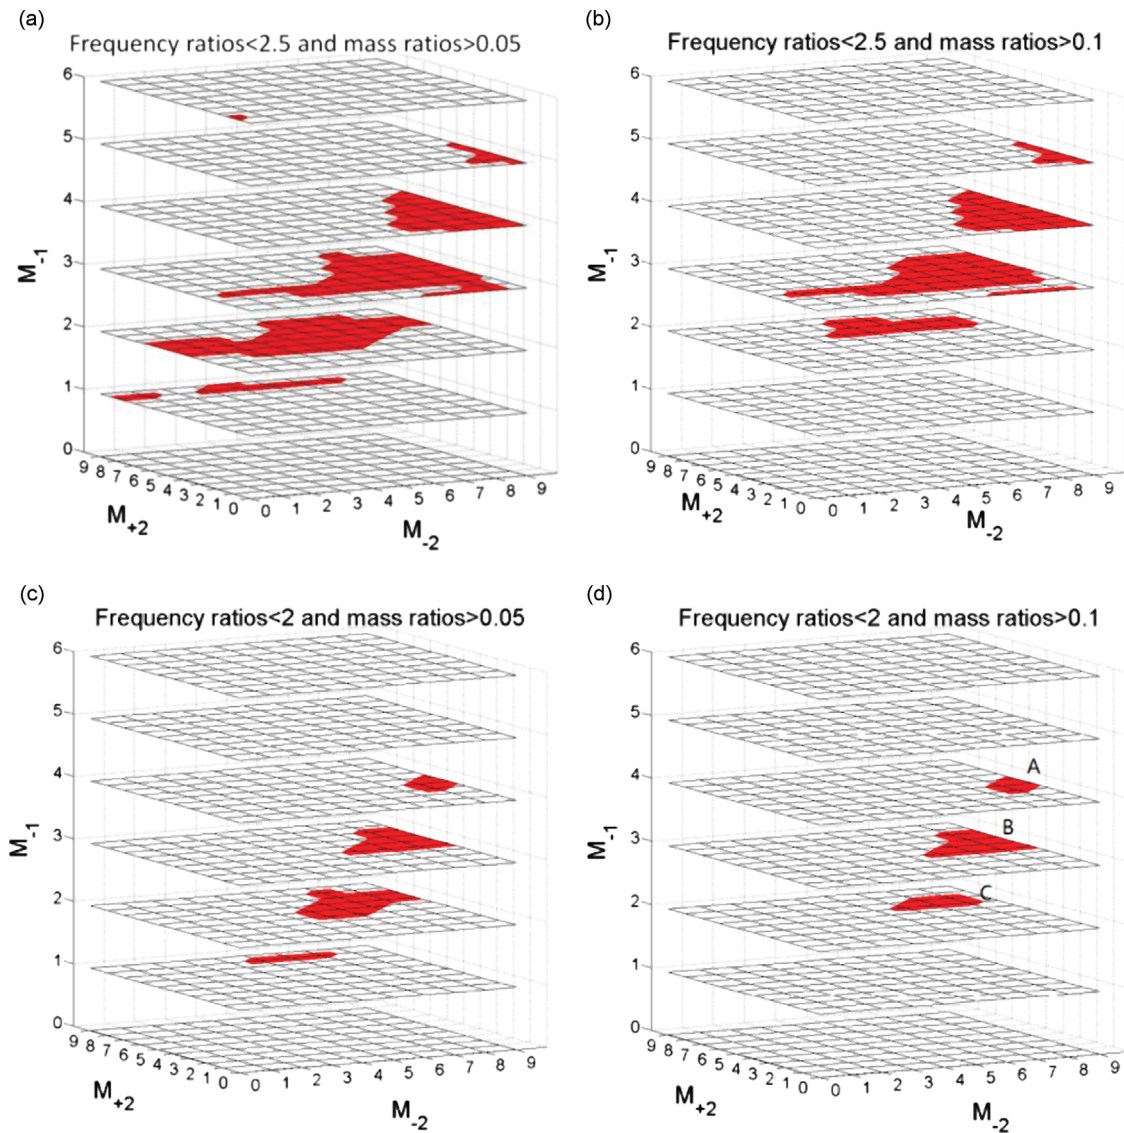 (a)
Frequency ratios<2.5 and mass ratios>0.05
6
5
4
3
2
1
0
M-1
9 8 7 6 5 4 3 2 1 0
M+2
0 1 2 3 4 5 6 7 8 9
M-2
(b)
Frequency ratios<2.5 and mass ratios>0.1
6
5
4
3
2
1
0
M-1
9 8 7 6 5 4 3 2 1 0
M+2
0 1 2 3 4 5 6 7 8 9
M-2
(c)
Frequency ratios<2 and mass ratios>0.05
6
5
4
3
2
1
0
M-1
9 8 7 6 5 4 3 2 1 0
M+2
0 1 2 3 4 5 6 7 8 9
M-2
(d)
Frequency ratios<2 and mass ratios>0.1
6
5
4
3
2
1
0
M-1
A
B
C
9 8 7 6 5 4 3 2 1 0
M+2
0 1 2 3 4 5 6 7 8 9
M-2